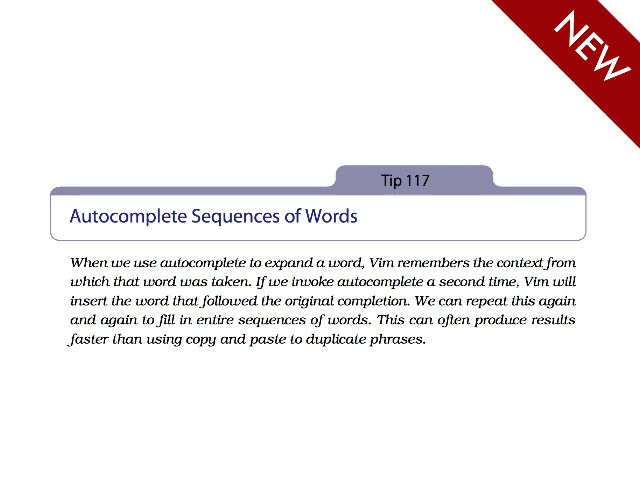 NEW
Tip 117
Autocomplete Sequences of Words
When we use autocomplete to expand a word, Vim remembers the context from
which that word was taken. If we invoke autocomplete a second time, Vim will
insert the word that followed the original completion. We can repeat this again
and again to fill in entire sequences of words. This can often produce results
faster than using copy and paste to duplicate phrases.